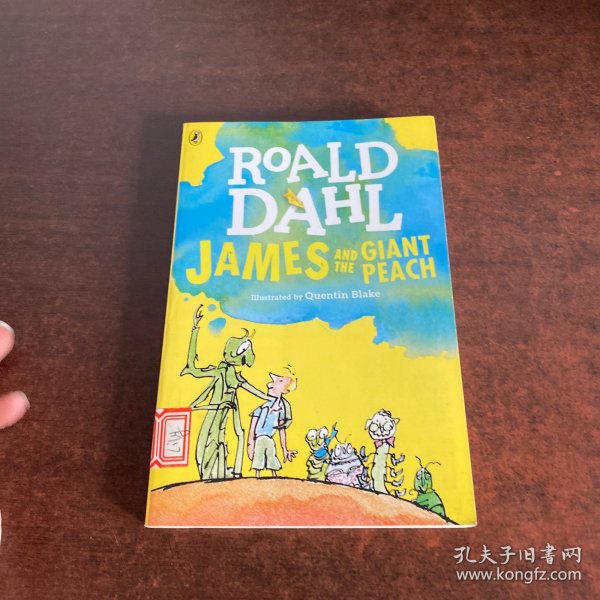 ROALD
DAHL
JAMES AND THE GIANT PEACH
Illustrated by Quentin Blake
孔夫子旧书网
www.kongfz.com